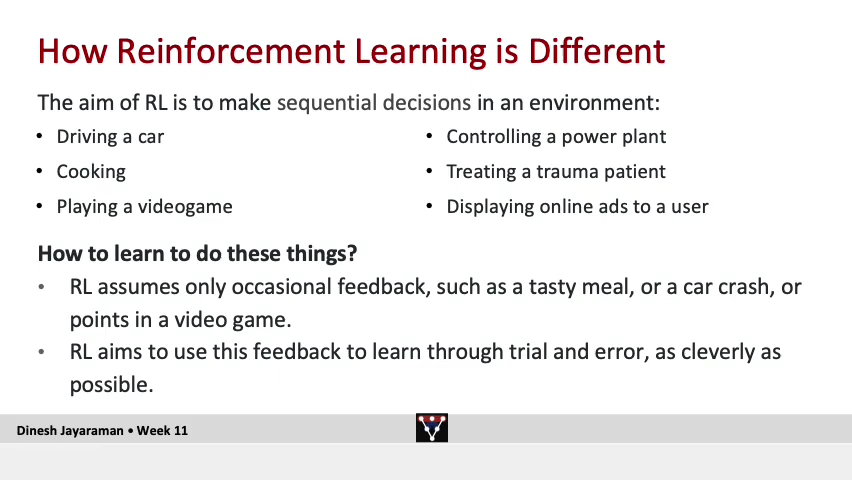 How Reinforcement Learning is Different
The aim of RL is to make sequential decisions in an environment:
• Driving a car
• Cooking
• Playing a videogame
• Controlling a power plant
• Treating a trauma patient
• Displaying online ads to a user
How to learn to do these things?
• RL assumes only occasional feedback, such as a tasty meal, or a car crash, or
points in a video game.
• RL aims to use this feedback to learn through trial and error, as cleverly as
possible.
Dinesh Jayaraman • Week 11